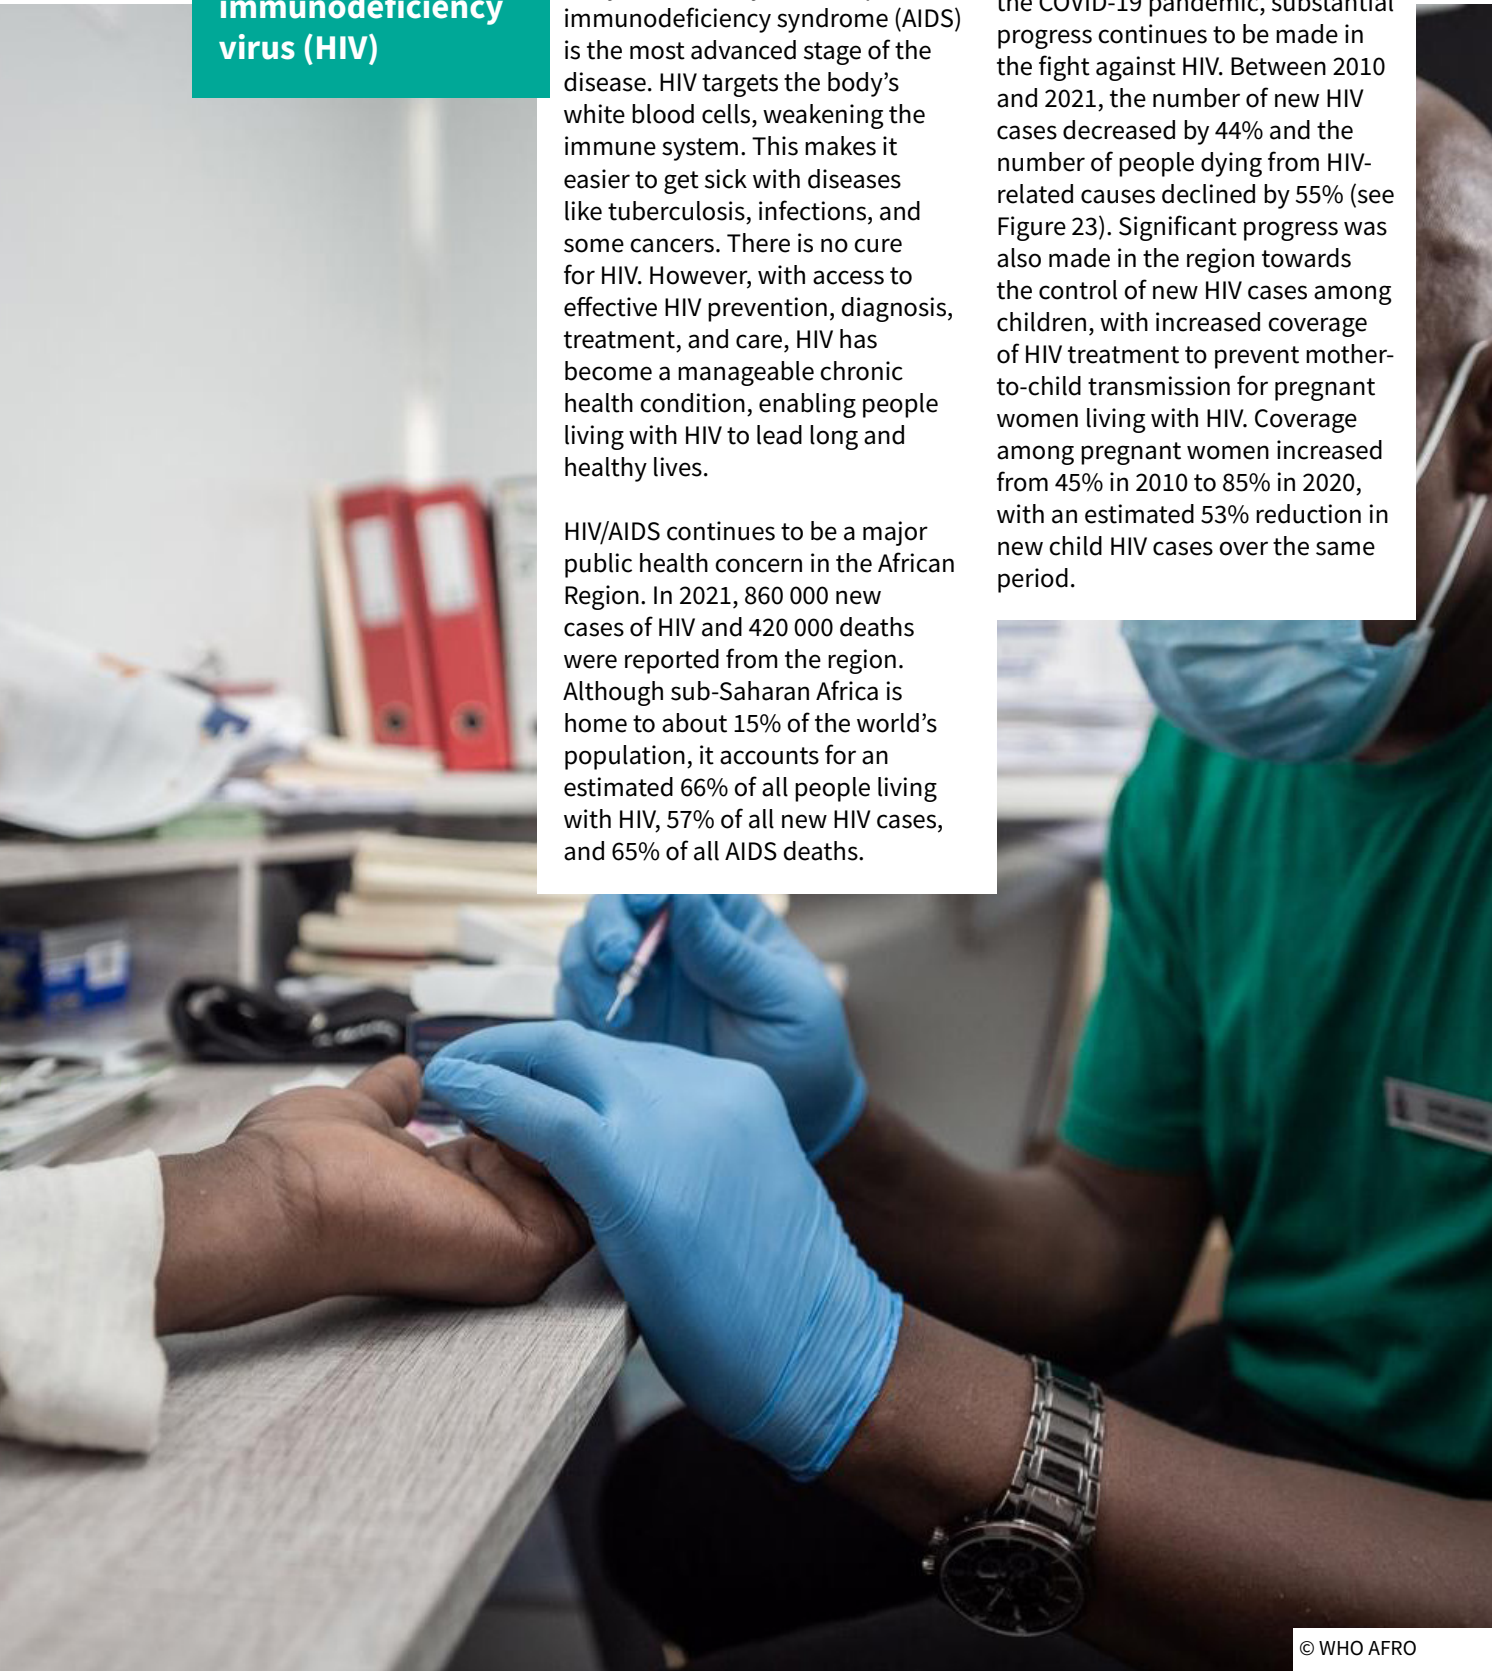 immunodeficiency
virus (HIV)
immunodeficiency syndrome (AIDS)
is the most advanced stage of the
disease. HIV targets the body’s
white blood cells, weakening the
immune system. This makes it
easier to get sick with diseases
like tuberculosis, infections, and
some cancers. There is no cure
for HIV. However, with access to
effective HIV prevention, diagnosis,
treatment, and care, HIV has
become a manageable chronic
health condition, enabling people
living with HIV to lead long and
healthy lives.
HIV/AIDS continues to be a major
public health concern in the African
Region. In 2021, 860 000 new
cases of HIV and 420 000 deaths
were reported from the region.
Although sub-Saharan Africa is
home to about 15% of the world’s
population, it accounts for an
estimated 66% of all people living
with HIV, 57% of all new HIV cases,
and 65% of all AIDS deaths.
the COVID-19 pandemic, substantial
progress continues to be made in
the fight against HIV. Between 2010
and 2021, the number of new HIV
cases decreased by 44% and the
number of people dying from HIV-
related causes declined by 55% (see
Figure 23). Significant progress was
also made in the region towards
the control of new HIV cases among
children, with increased coverage
of HIV treatment to prevent mother-
to-child transmission for pregnant
women living with HIV. Coverage
among pregnant women increased
from 45% in 2010 to 85% in 2020,
with an estimated 53% reduction in
new child HIV cases over the same
period.
© WHO AFRO